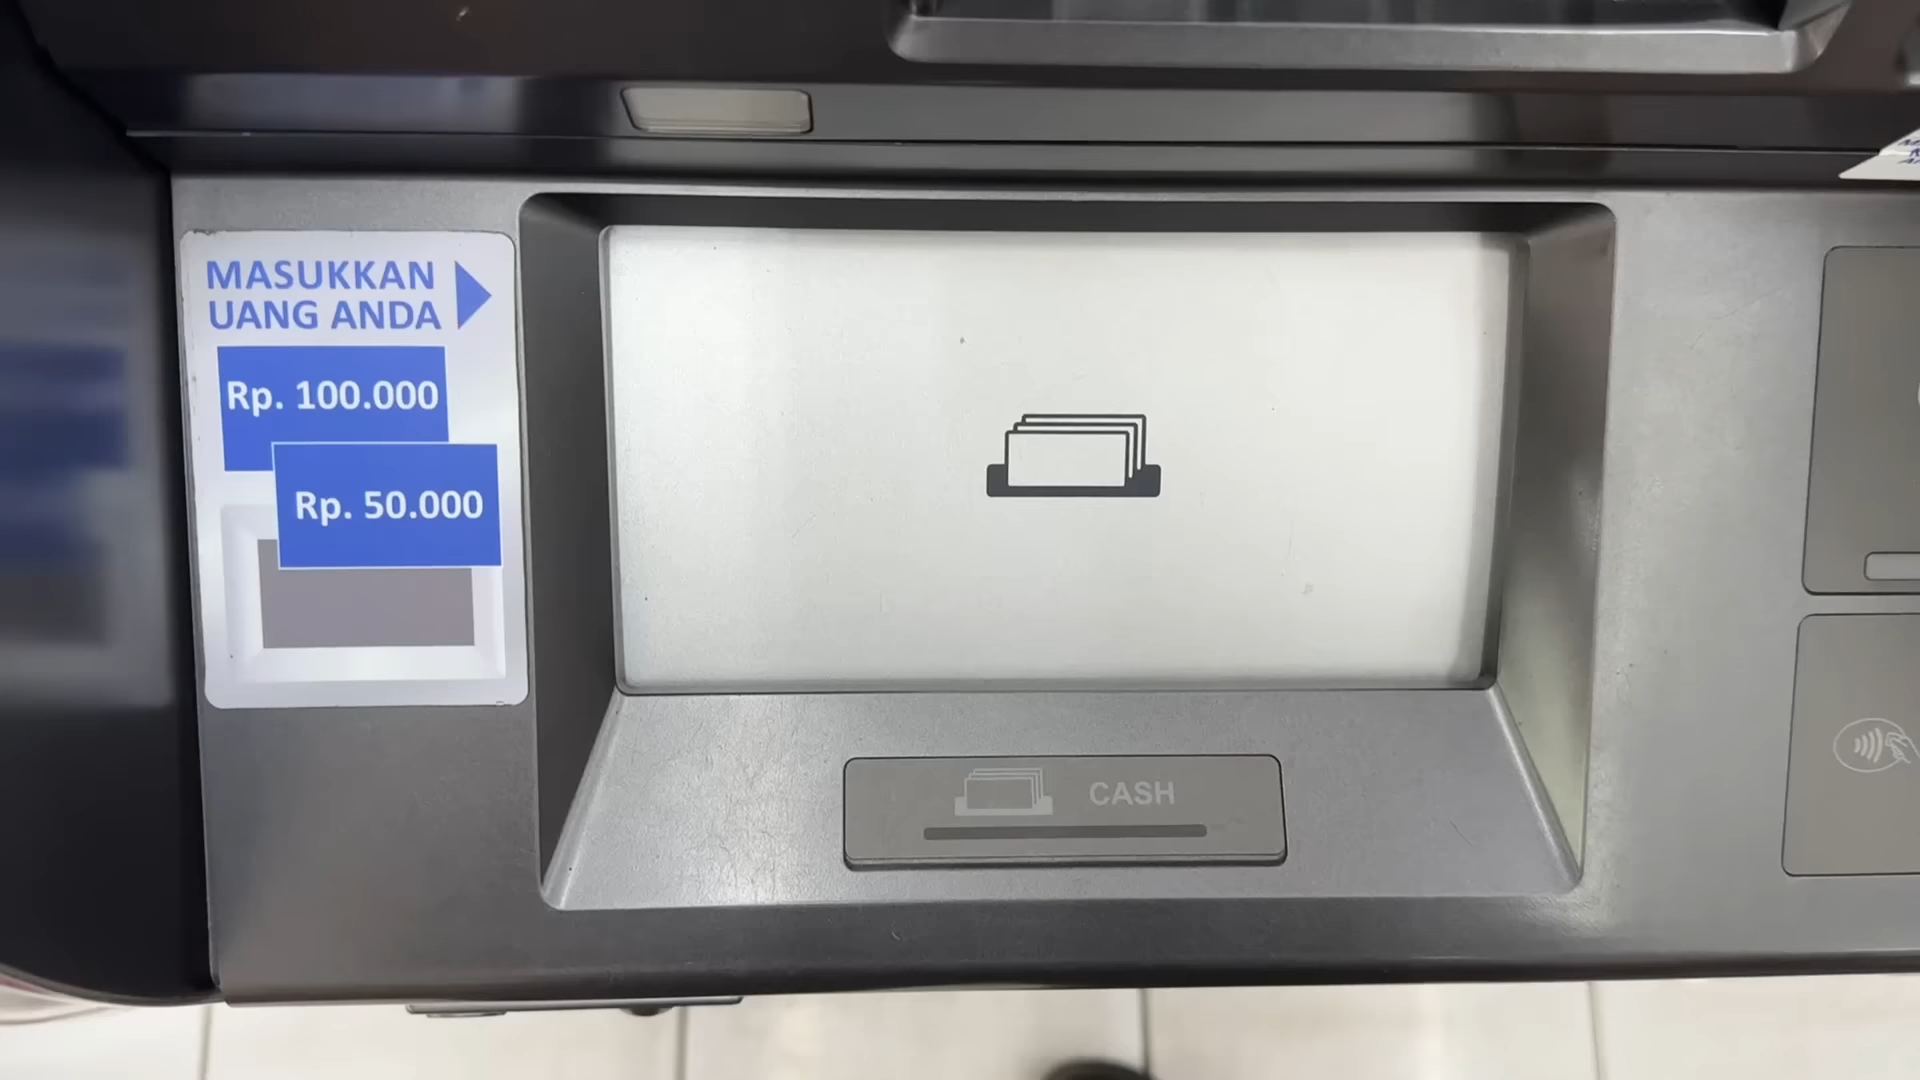 MASUKKAN
UANG ANDA
Rp. 100.000
Rp. 50.000
CASH